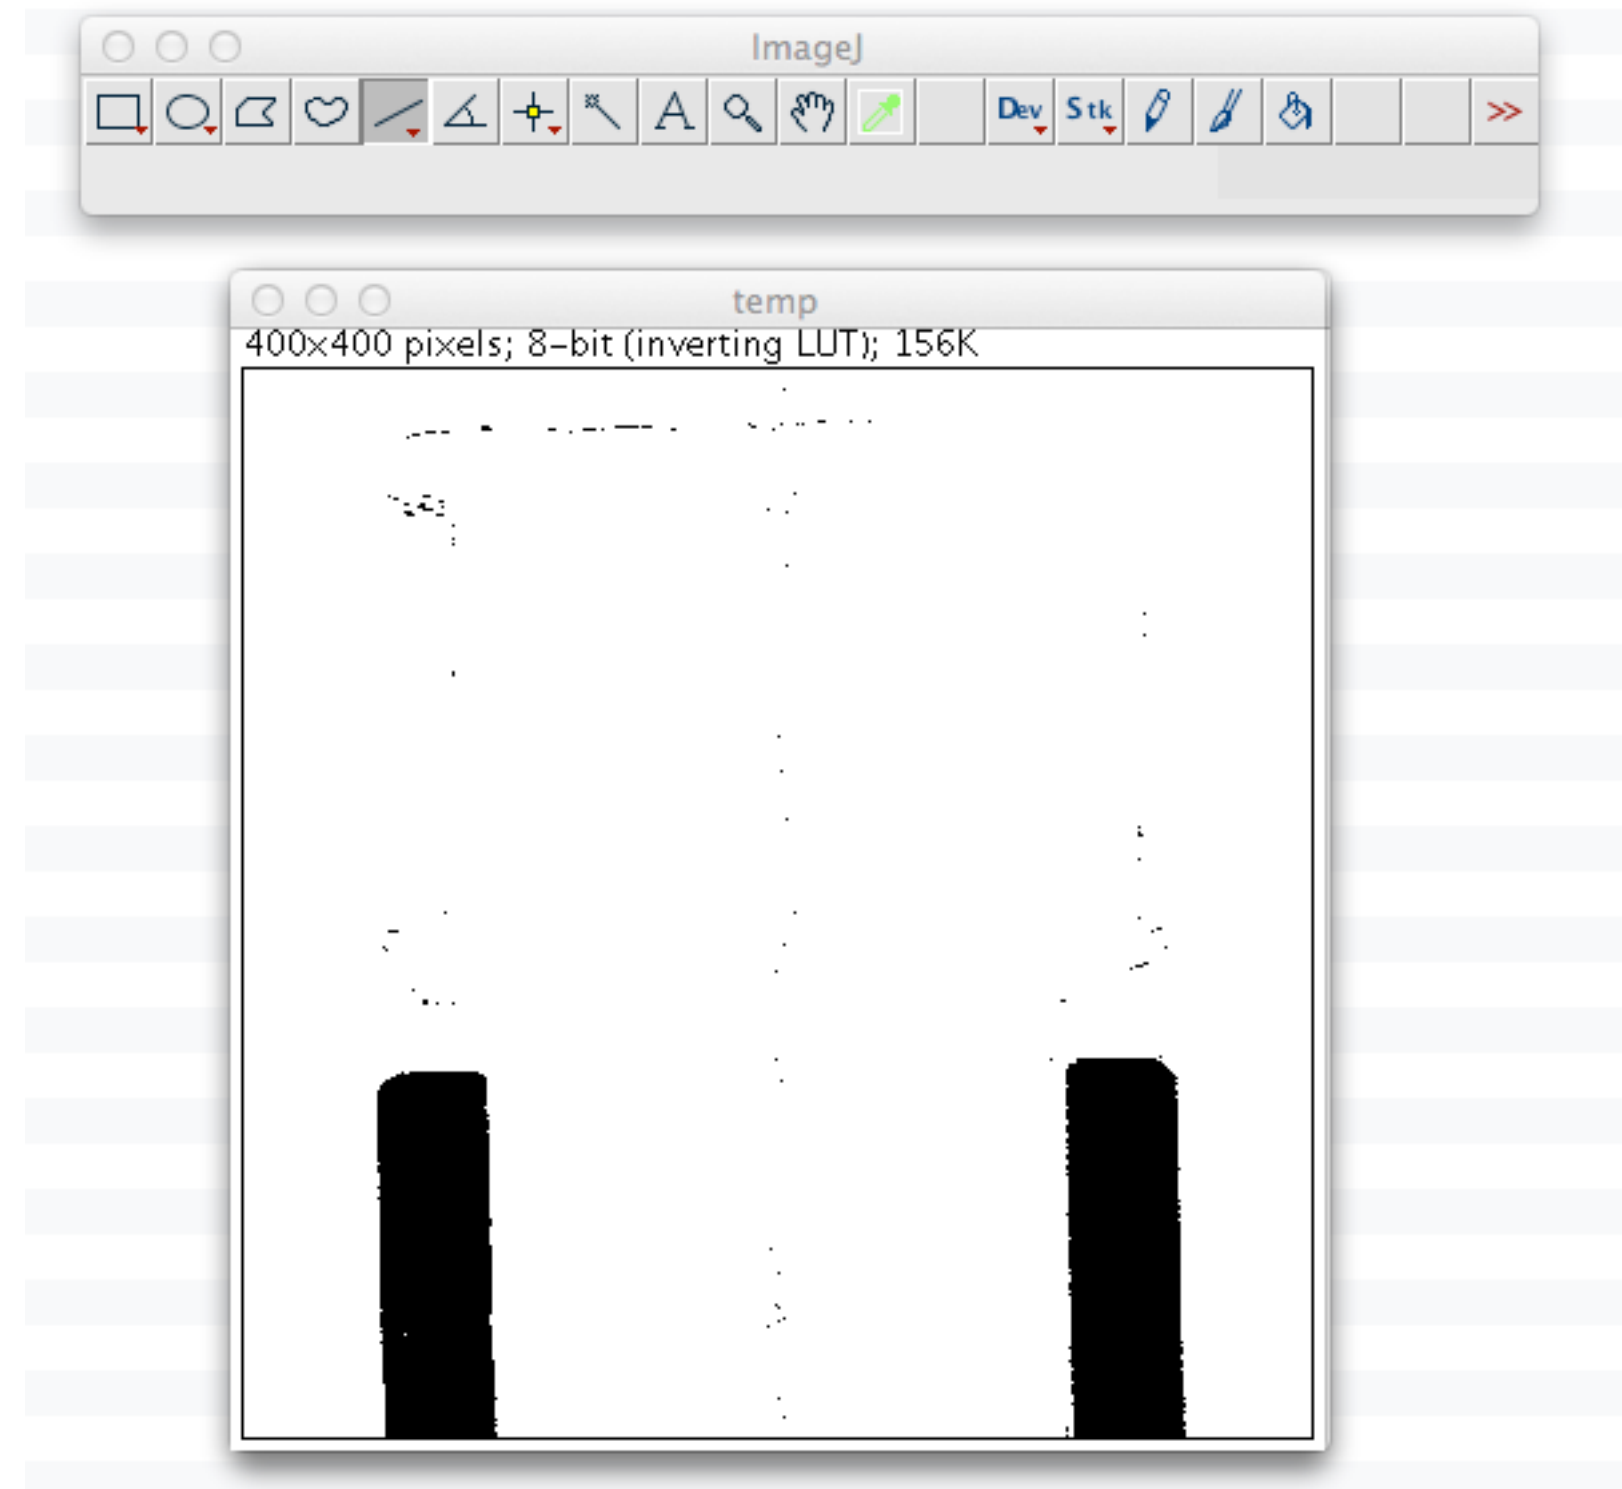 ImageJ
A Dev Stk >>
temp
400x400 pixels; 8-bit (inverting LUT); 156K